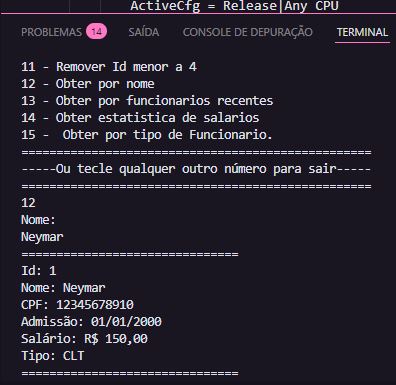 ActiveCfg = Release|Any CPU
PROBLEMAS 14 SAÍDA CONSOLE DE DEPURAÇÃO TERMINAL
11 - Remover Id menor a 4
12 - Obter por nome
13 - Obter por funcionarios recentes
14 - Obter estatistica de salarios
15 -  Obter por tipo de Funcionario.
==================================================
-----Ou tecle qualquer outro número para sair-----
==================================================
12
Nome:
Neymar
===============================
Id: 1
Nome: Neymar
CPF: 12345678910
Admissão: 01/01/2000
Salário: R$ 150,00
Tipo: CLT
===============================